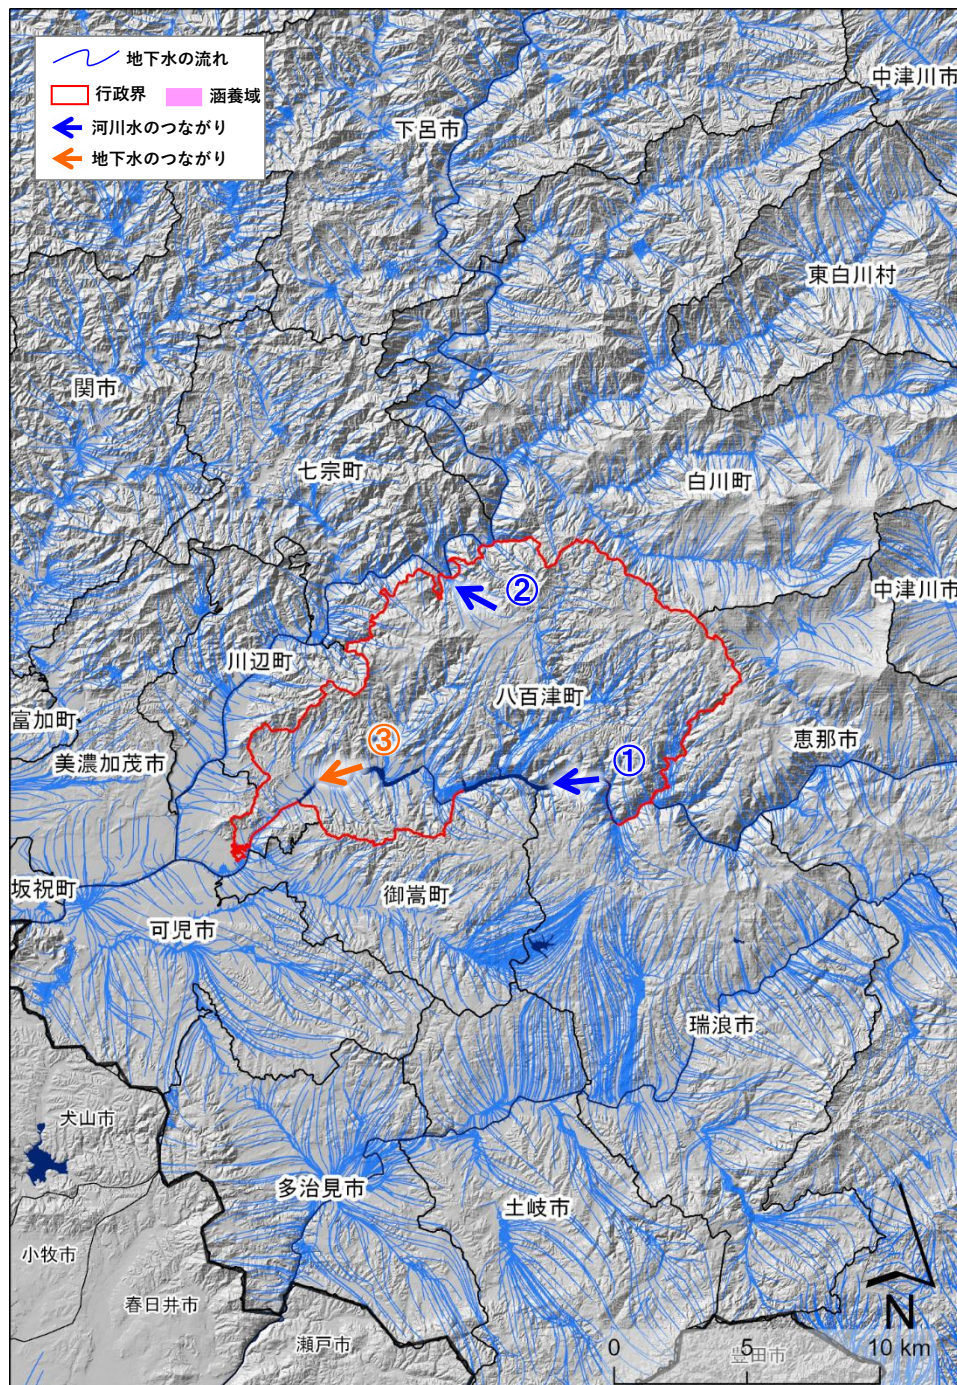 地下水の流れ
行政界 涵養域
河川水のつながり
地下水のつながり
中津川市
下呂市
東白川村
関市
七宗町
白川町
②
中津川市
川辺町
八百津町
富加町
美濃加茂市
③
①
恵那市
坂祝町
御嵩町
可児市
瑞浪市
犬山市
多治見市
土岐市
小牧市
春日井市
瀬戸市
豊田市
N
0 5 10 km